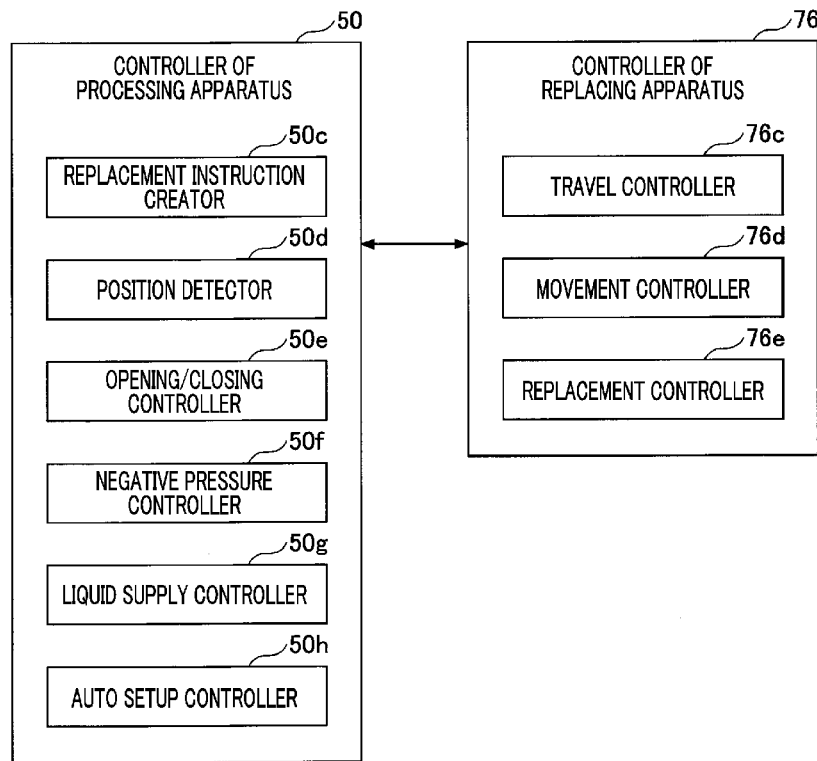 50
CONTROLLER OF
PROCESSING APPARATUS
50c
REPLACEMENT INSTRUCTION
CREATOR
50d
POSITION DETECTOR
50e
OPENING/CLOSING
CONTROLLER
50f
NEGATIVE PRESSURE
CONTROLLER
50g
LIQUID SUPPLY CONTROLLER
50h
AUTO SETUP CONTROLLER
76
CONTROLLER OF
REPLACING APPARATUS
76c
TRAVEL CONTROLLER
76d
MOVEMENT CONTROLLER
76e
REPLACEMENT CONTROLLER